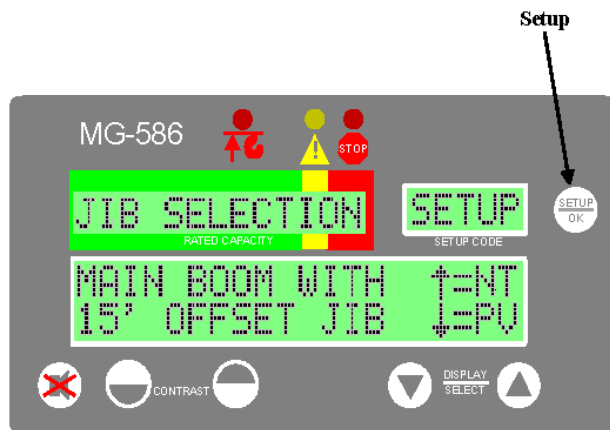 Setup
MG-586
STOP
JIB SELECTION
RATED CAPACITY
SETUP
SETUP CODE
SETUP
OK
MAIN BOOM WITH ↑=NT
15' OFFSET JIB ↓=PV
CONTRAST
DISPLAY
SELECT